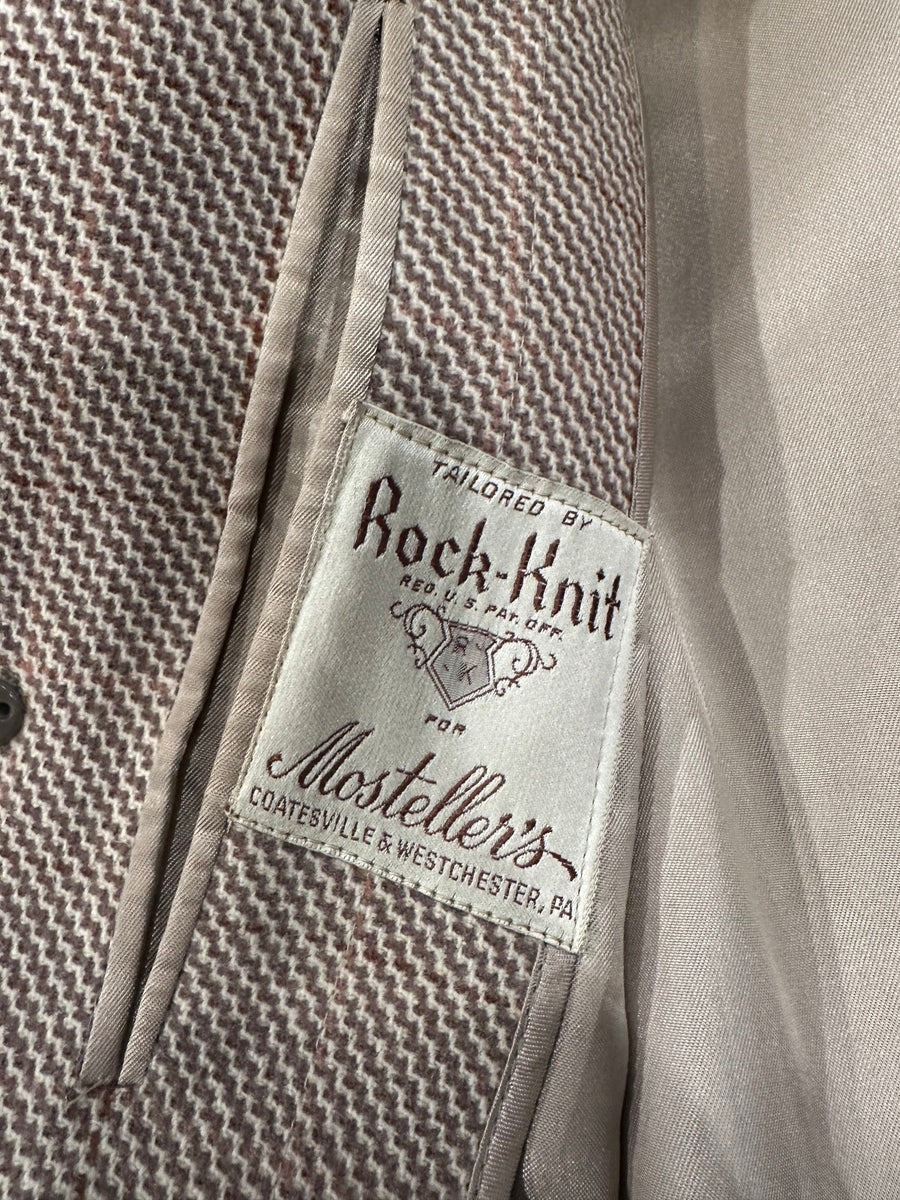 TAILORED BY
Rock-Knit
REG. U. S. PAT. OFF.
R
K
FOR
Mosteller's
COATESVILLE & WESTCHESTER, PA